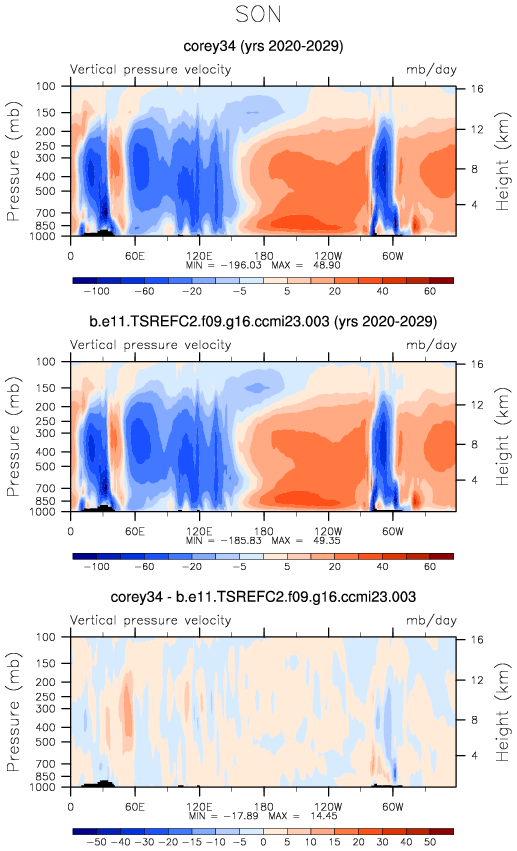 SON
corey34 (yrs 2020-2029)
Vertical pressure velocity mb/day
Pressure (mb)
100
150
200
250
300
400
500
700
850
1000
16
12
8
4
Height (km)
0 60E 120E 180 120W 60W
MIN = -196.03 MAX = 48.90
-100 -60 -20 -5 5 20 40 60
b.e11.TSREFC2.f09.g16.ccmi23.003 (yrs 2020-2029)
Vertical pressure velocity mb/day
Pressure (mb)
100
150
200
250
300
400
500
700
850
1000
16
12
8
4
Height (km)
0 60E 120E 180 120W 60W
MIN = -185.83 MAX = 49.35
-100 -60 -20 -5 5 20 40 60
corey34 - b.e11.TSREFC2.f09.g16.ccmi23.003
Vertical pressure velocity mb/day
Pressure (mb)
100
150
200
250
300
400
500
700
850
1000
16
12
8
4
Height (km)
0 60E 120E 180 120W 60W
MIN = -17.89 MAX = 14.45
-50 -40 -30 -20 -15 -10 -5 0 5 10 15 20 30 40 50